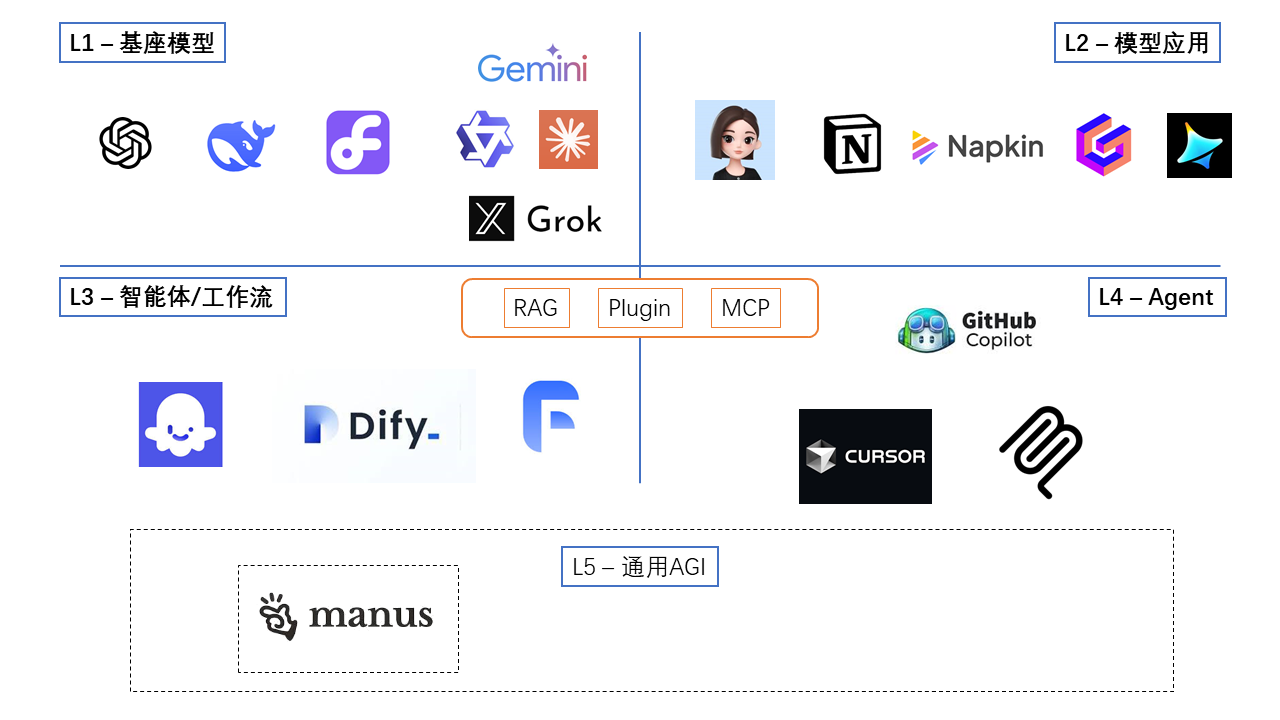 L1 – 基座模型
L2 – 模型应用
Gemini
N
Napkin
Grok
L3 – 智能体/工作流
RAG
Plugin
MCP
L4 – Agent
GitHub
Copilot
Dify_
CURSOR
L5 – 通用AGI
manus